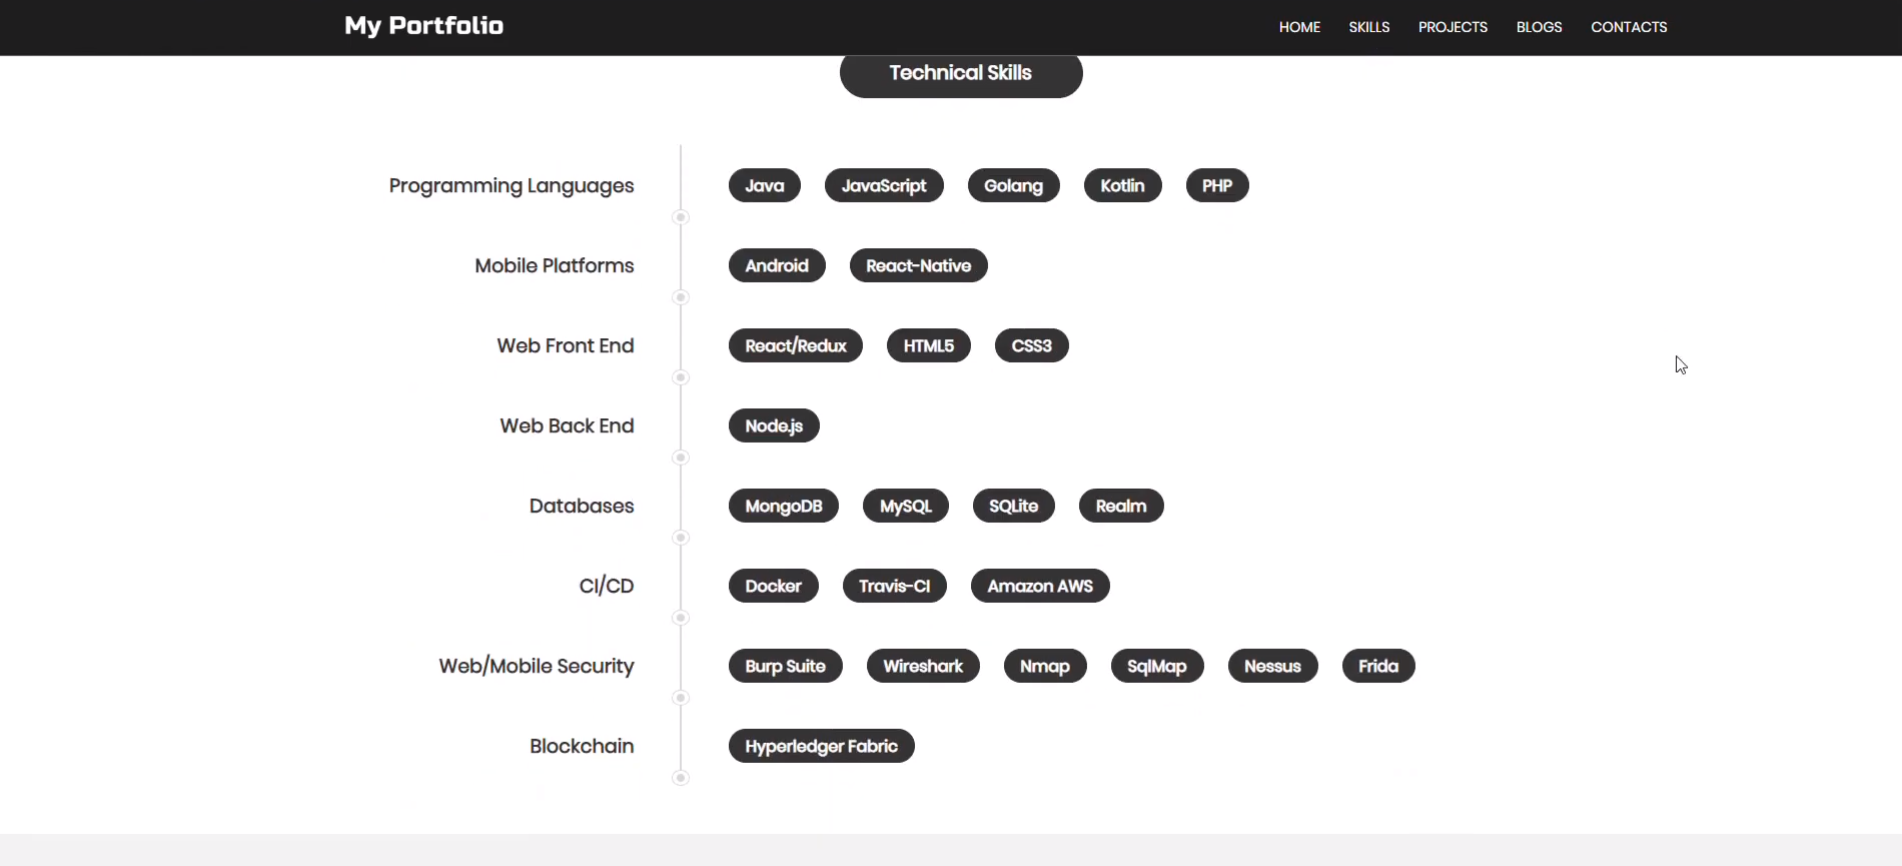 My Portfolio HOME SKILLS PROJECTS BLOGS CONTACTS
Technical Skills
Programming Languages Java JavaScript Golang Kotlin PHP
Mobile Platforms Android React-Native
Web Front End React/Redux HTML5 CSS3
Web Back End Node.js
Databases MongoDB MySQL SQLite Realm
CI/CD Docker Travis-CI Amazon AWS
Web/Mobile Security Burp Suite Wireshark Nmap SqlMap Nessus Frida
Blockchain Hyperledger Fabric